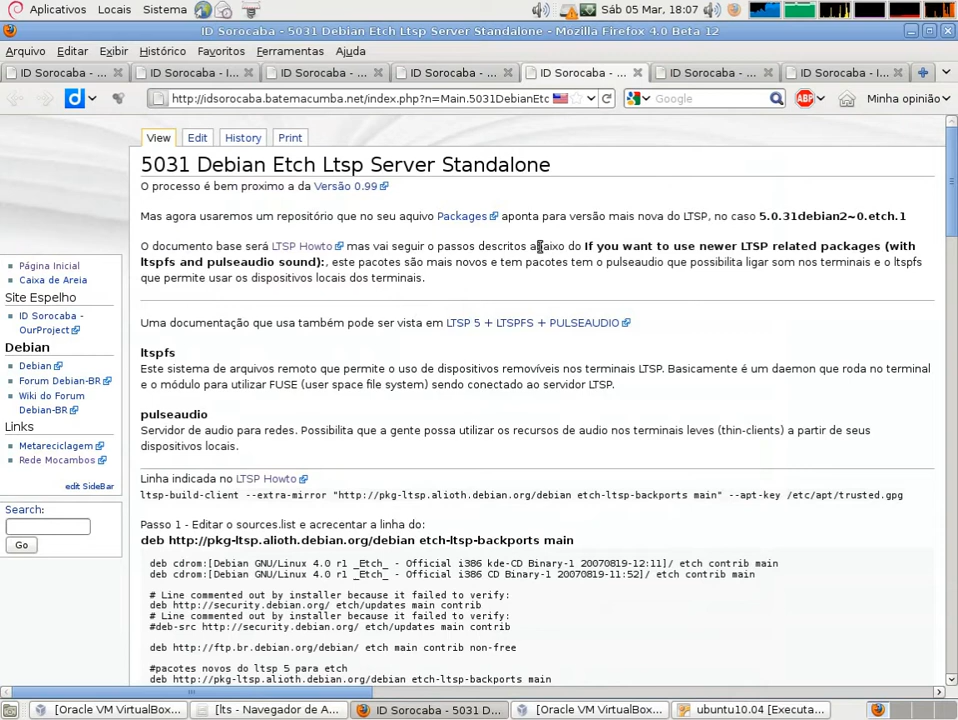 Aplicativos Locais Sistema Sáb 05 Mar, 18:07
ID Sorocaba - 5031 Debian Etch Ltsp Server Standalone - Mozilla Firefox 4.0 Beta 12
Arquivo Editar Exibir Histórico Favoritos Ferramentas Ajuda
ID Sorocaba - ... ID Sorocaba - I... ID Sorocaba - ... ID Sorocaba - ... ID Sorocaba - ... ID Sorocaba - ... ID Sorocaba - I...
http://idsorocaba.batemacumba.net/index.php?n=Main.5031DebianEtc Google ABP Minha opinião
View Edit History Print
5031 Debian Etch Ltsp Server Standalone
O processo é bem proximo a da Versão 0.99
Mas agora usaremos um repositório que no seu aquivo Packages aponta para versão mais nova do LTSP, no caso 5.0.31debian2~0.etch.1
O documento base será LTSP Howto mas vai seguir o passos descritos abaixo do If you want to use newer LTSP related packages (with
ltspfs and pulseaudio sound):, este pacotes são mais novos e tem pacotes tem o pulseaudio que possibilita ligar som nos terminais e o ltspfs
que permite usar os dispositivos locais dos terminais.
Uma documentação que usa também pode ser vista em LTSP 5 + LTSPFS + PULSEAUDIO
ltspfs
Este sistema de arquivos remoto que permite o uso de dispositivos removíveis nos terminais LTSP. Basicamente é um daemon que roda no terminal
e o módulo para utilizar FUSE (user space file system) sendo conectado ao servidor LTSP.
pulseaudio
Servidor de audio para redes. Possibilita que a gente possa utilizar os recursos de audio nos terminais leves (thin-clients) a partir de seus
dispositivos locais.
Linha indicada no LTSP Howto
ltsp-build-client --extra-mirror "http://pkg-ltsp.alioth.debian.org/debian etch-ltsp-backports main" --apt-key /etc/apt/trusted.gpg
Passo 1 - Editar o sources.list e acrecentar a linha do:
deb http://pkg-ltsp.alioth.debian.org/debian etch-ltsp-backports main
deb cdrom:[Debian GNU/Linux 4.0 r1 _Etch_ - Official i386 kde-CD Binary-1 20070819-12:11]/ etch contrib main
deb cdrom:[Debian GNU/Linux 4.0 r1 _Etch_ - Official i386 CD Binary-1 20070819-11:52]/ etch contrib main
# Line commented out by installer because it failed to verify:
deb http://security.debian.org/ etch/updates main contrib
# Line commented out by installer because it failed to verify:
#deb-src http://security.debian.org/ etch/updates main contrib
deb http://ftp.br.debian.org/debian/ etch main contrib non-free
#pacotes novos do ltsp 5 para etch
deb http://pkg-ltsp.alioth.debian.org/debian etch-ltsp-backports main
Página Inicial
Caixa de Areia
Site Espelho
ID Sorocaba -
OurProject
Debian
Debian
Forum Debian-BR
Wiki do Forum
Debian-BR
Links
Metareciclagem
Rede Mocambos
edit SideBar
Search:
Go
[Oracle VM VirtualBox... [lts - Navegador de A... ID Sorocaba - 5031 D... [Oracle VM VirtualBox... ubuntu10.04 [Executa...